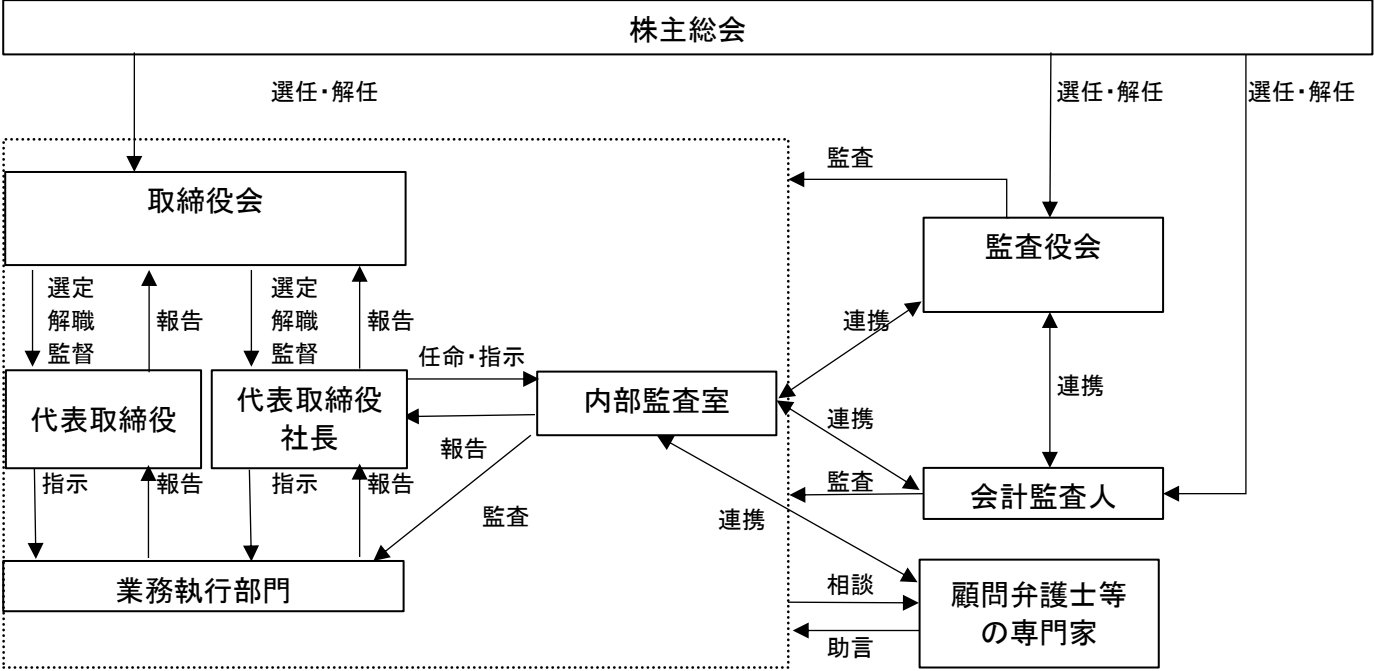 株主総会
選任・解任
選任・解任
選任・解任
監査
取締役会
監査役会
選定
解職
監督
報告
選定
解職
監督
報告
連携
任命・指示
代表取締役
代表取締役
社長
内部監査室
連携
連携
報告
指示
報告
指示
報告
監査
会計監査人
監査
連携
業務執行部門
相談
顧問弁護士等
の専門家
助言